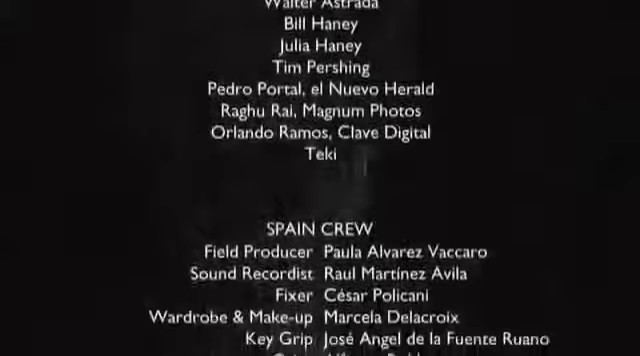 Walter Astrada
Bill Haney
Julia Haney
Tim Pershing
Pedro Portal, el Nuevo Herald
Raghu Rai, Magnum Photos
Orlando Ramos, Clave Digital
Teki
SPAIN CREW
Field Producer Paula Alvarez Vaccaro
Sound Recordist Raul Martínez Avila
Fixer César Policani
Wardrobe & Make-up Marcela Delacroix
Key Grip José Angel de la Fuente Ruano